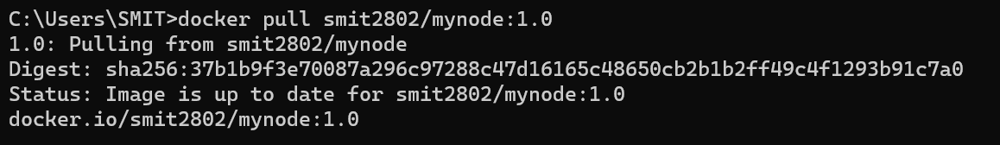 C:\Users\SMIT>docker pull smit2802/mynode:1.0
1.0: Pulling from smit2802/mynode
Digest: sha256:37b1b9f3e70087a296c97288c47d16165c48650cb2b1b2ff49c4f1293b91c7a0
Status: Image is up to date for smit2802/mynode:1.0
docker.io/smit2802/mynode:1.0